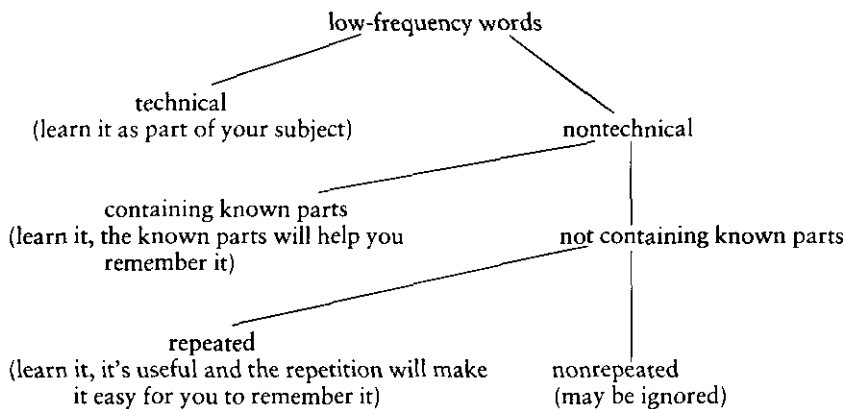 low-frequency words
technical
(learn it as part of your subject)
nontechnical
containing known parts
(learn it, the known parts will help you
remember it)
not containing known parts
repeated
(learn it, it's useful and the repetition will make
it easy for you to remember it)
nonrepeated
(may be ignored)